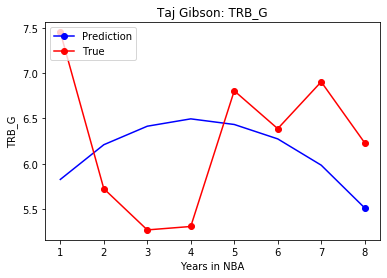 Taj Gibson: TRB_G
Prediction
True
7.5
7.0
6.5
6.0
5.5
TRB_G
1 2 3 4 5 6 7 8
Years in NBA